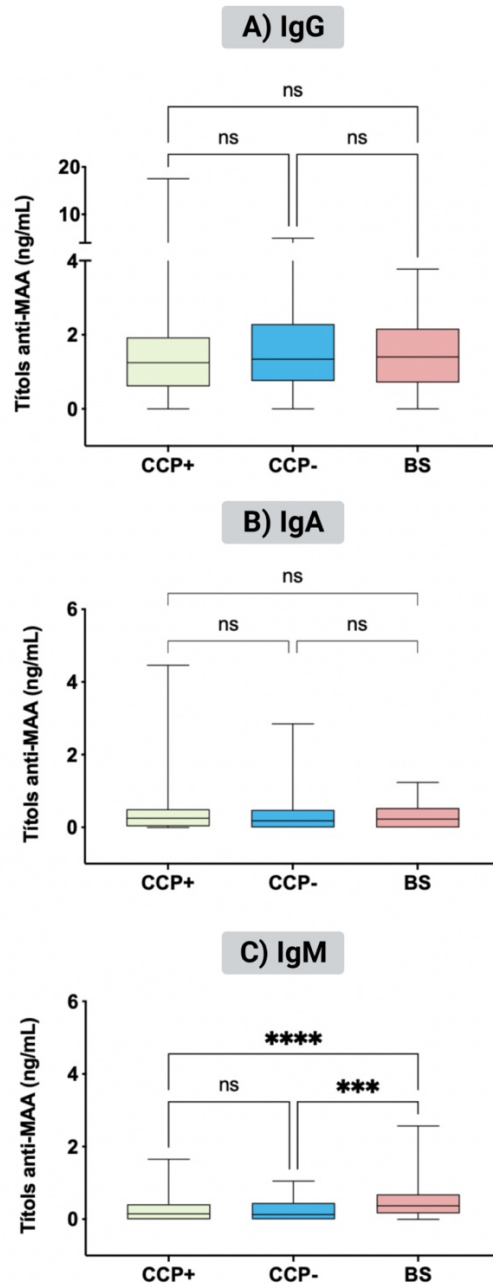 A) IgG
ns
ns
ns
Títols anti-MAA (ng/mL)
20
10
4
2
0
CCP+
CCP-
BS
B) IgA
ns
ns
ns
Títols anti-MAA (ng/mL)
6
4
2
0
CCP+
CCP-
BS
C) IgM
****
ns
***
Títols anti-MAA (ng/mL)
6
4
2
0
CCP+
CCP-
BS